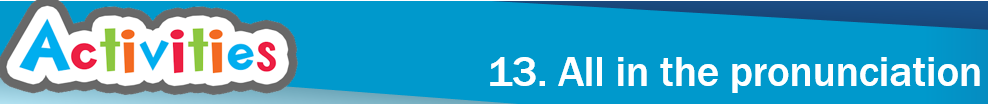 Activities
13. All in the pronunciation